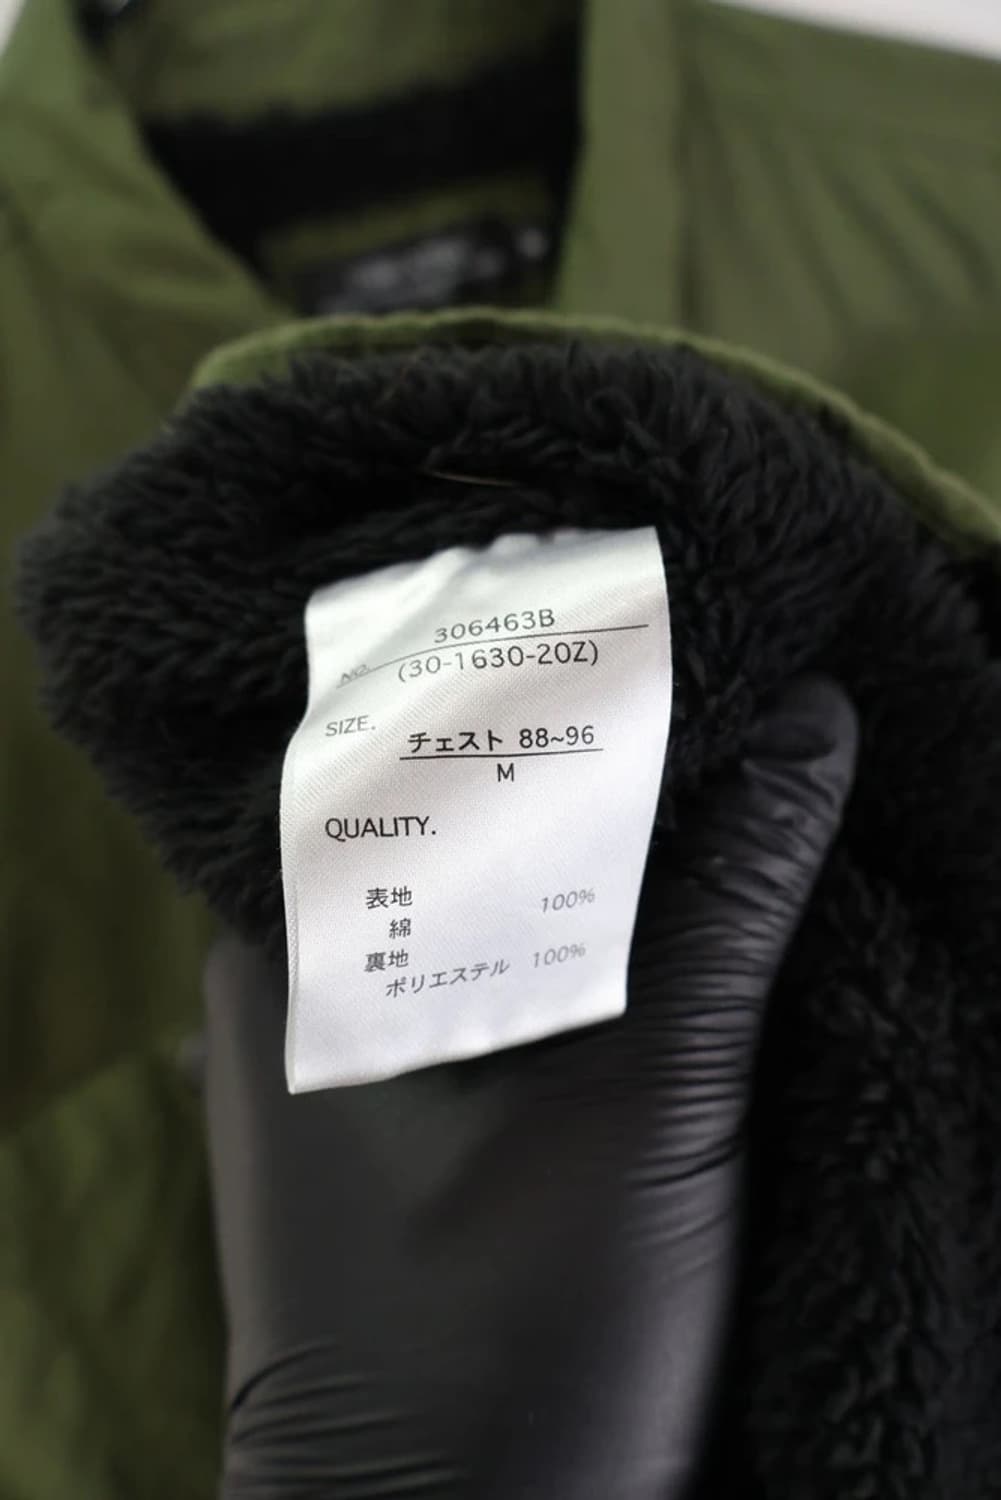 306463B
NO. (30-1630-20Z)
SIZE.
チェスト 88~96
M
QUALITY.
表地
綿 100%
裏地
ポリエステル 100%